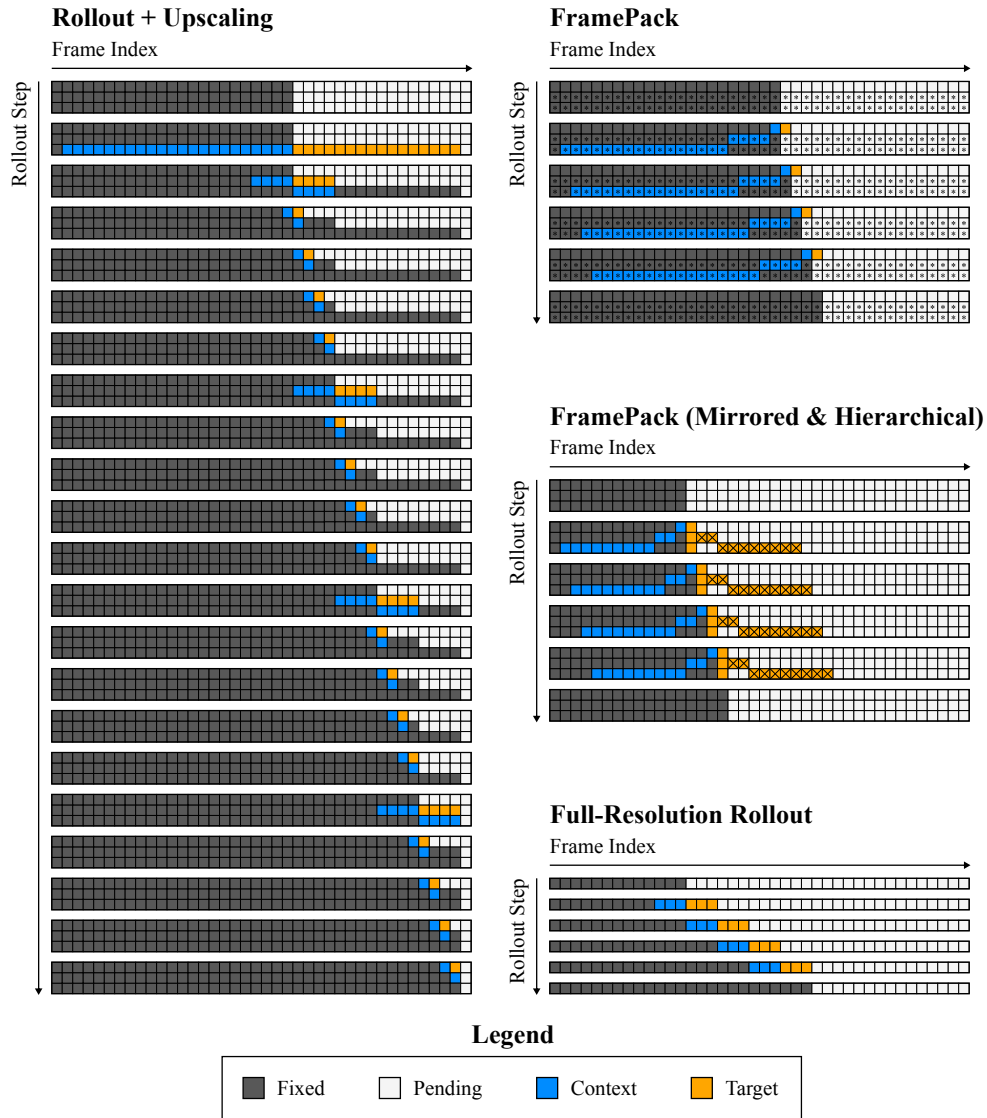 Rollout + Upscaling
Frame Index
Rollout Step
FramePack
Frame Index
Rollout Step
FramePack (Mirrored & Hierarchical)
Frame Index
Rollout Step
Full-Resolution Rollout
Frame Index
Rollout Step
Legend
Fixed
Pending
Context
Target